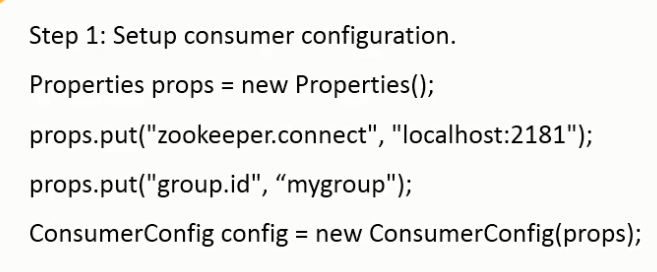 Step 1: Setup consumer configuration.
Properties props = new Properties();
props.put("zookeeper.connect", "localhost:2181");
props.put("group.id", “mygroup");
ConsumerConfig config = new ConsumerConfig(props);